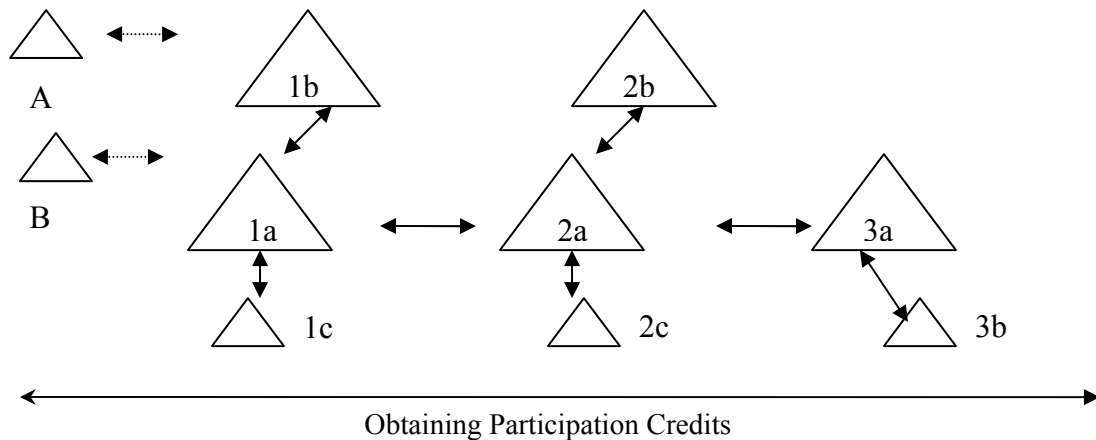 1b
2b
A
B
1a
2a
3a
1c
2c
3b
Obtaining Participation Credits